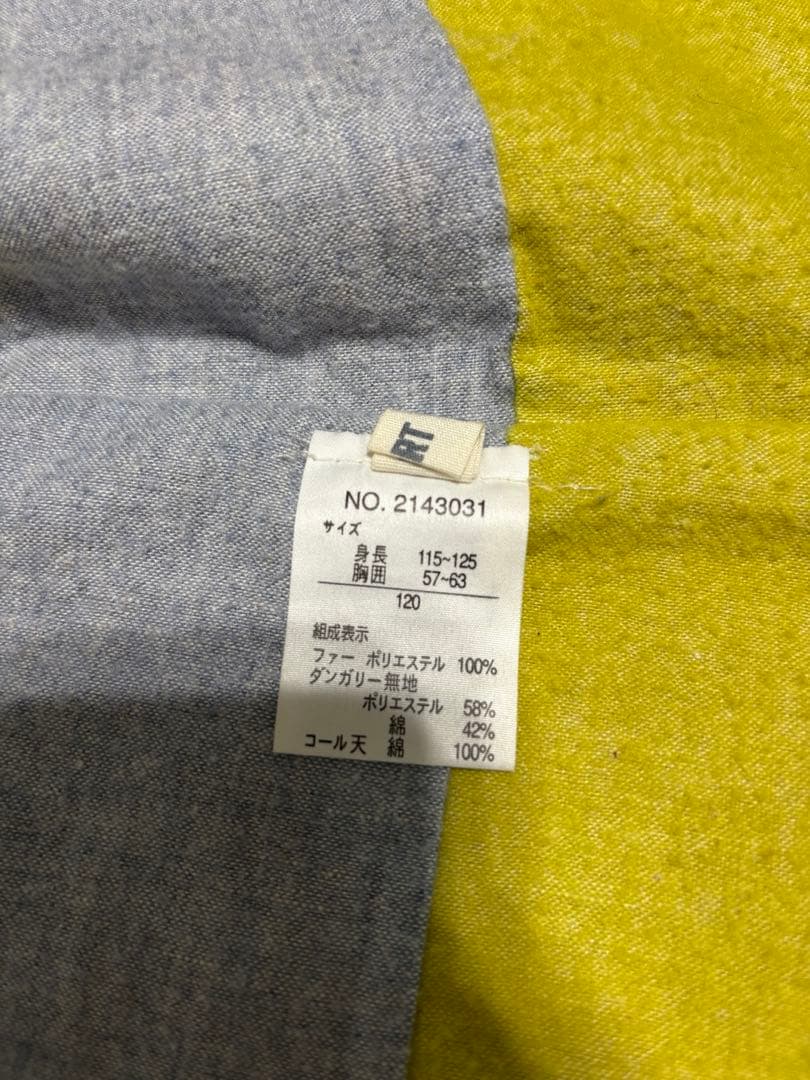 RT
NO. 2143031
サイズ
身長 115~125
胸囲 57~63
120
組成表示
ファー ポリエステル 100%
ダンガリー無地
ポリエステル 58%
綿 42%
コール天 綿 100%